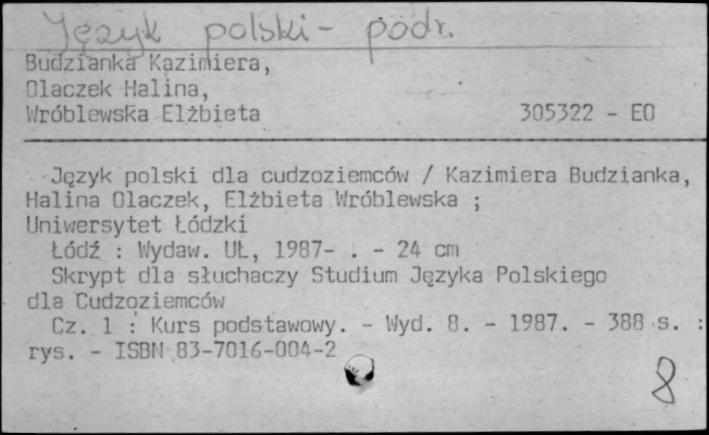 Język polski - podr.
Budzianka Kazimiera,
Olaczek Halina,
Wróblewska Elżbieta 305322 - EO
Język polski dla cudzoziemców / Kazimiera Budzianka,
Halina Olaczek, Elżbieta Wróblewska ;
Uniwersytet Łódzki
Łódź : Wydaw. UŁ, 1987- . - 24 cm
Skrypt dla słuchaczy Studium Języka Polskiego
dla Cudzoziemców
Cz. 1 : Kurs podstawowy. - Wyd. 8. - 1987. - 388 s. :
rys. - ISBN 83-7016-004-2
8